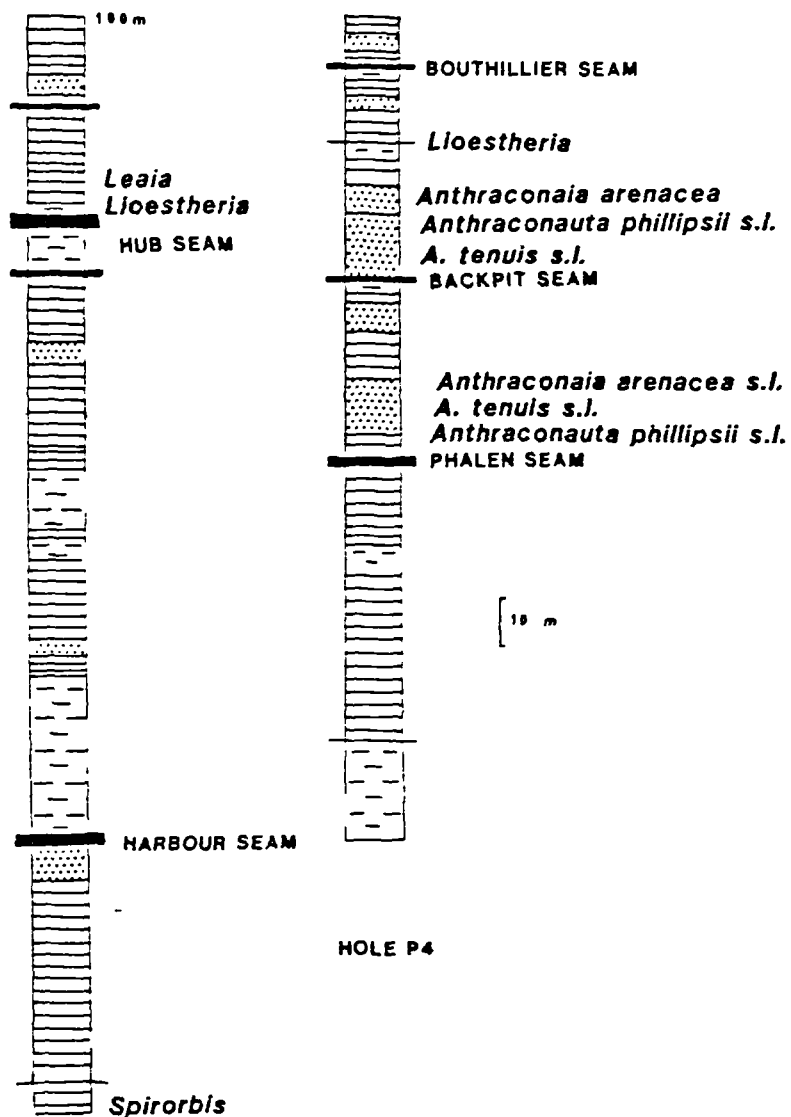 100m
Leaia
Lioestheria
HUB SEAM
HARBOUR SEAM
Spirorbis
BOUTHILLIER SEAM
Lioestheria
Anthraconaia arenacea
Anthraconauta phillipsii s.l.
A. tenuis s.l.
BACKPIT SEAM
Anthraconaia arenacea s.l.
A. tenuis s.l.
Anthraconauta phillipsii s.l.
PHALEN SEAM
10 m
HOLE P4